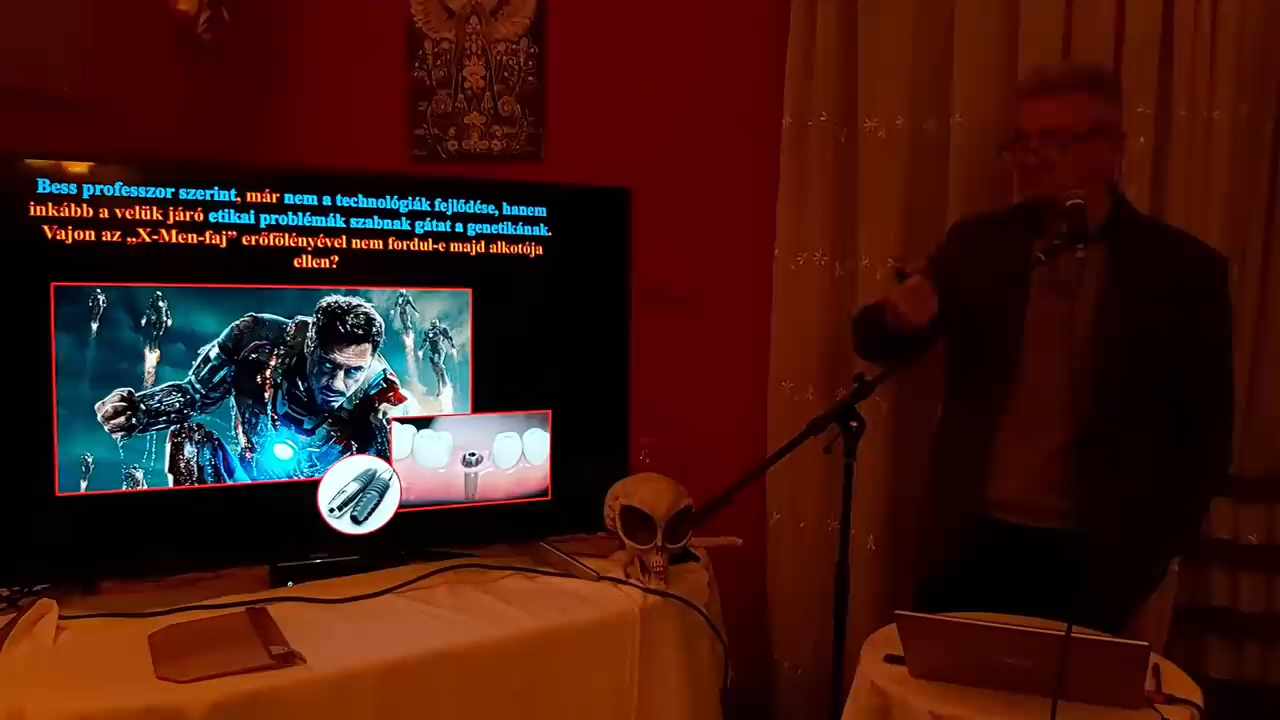 Bess professzor szerint, már nem a technológiák fejlődése, hanem
inkább a velük járó etikai problémák szabnak gátat a genetikának.
Vajon az „X-Men-faj” erőfölényével nem fordul-e majd alkotója
ellen?